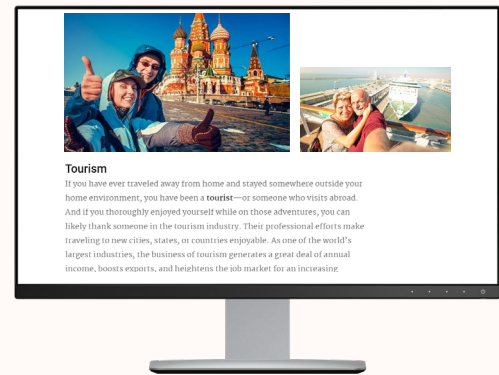 Tourism
If you have ever traveled away from home and stayed somewhere outside your
home environment, you have been a tourist—or someone who visits abroad.
And if you thoroughly enjoyed yourself while on those adventures, you can
likely thank someone in the tourism industry. Their professional efforts make
traveling to new cities, states, or countries enjoyable. As one of the world's
largest industries, the business of tourism generates a great deal of annual
income, boosts exports, and heightens the job market for an increasing